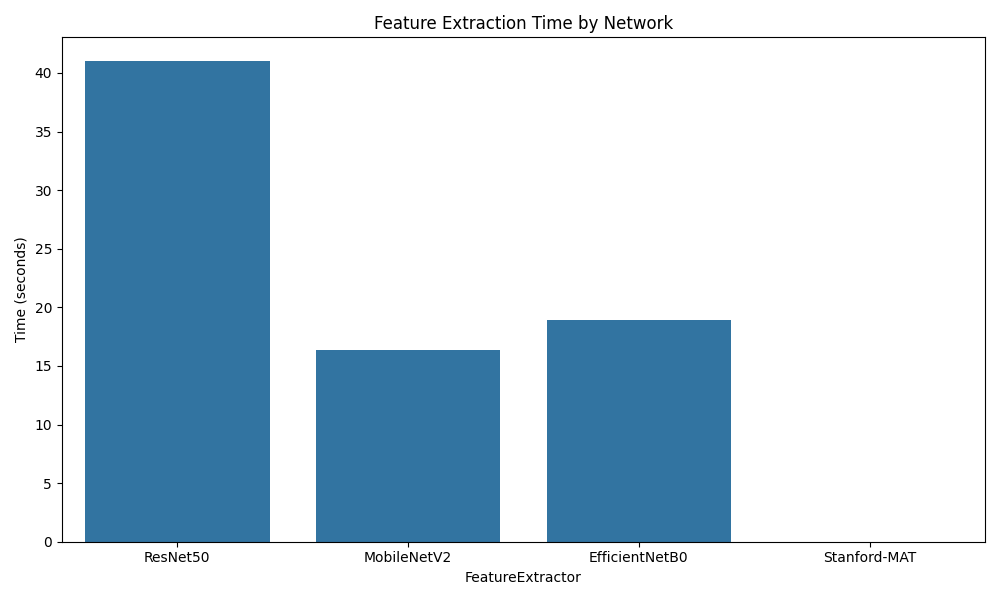 Feature Extraction Time by Network
Time (seconds)
40
35
30
25
20
15
10
5
0
ResNet50 MobileNetV2 EfficientNetB0 Stanford-MAT
FeatureExtractor